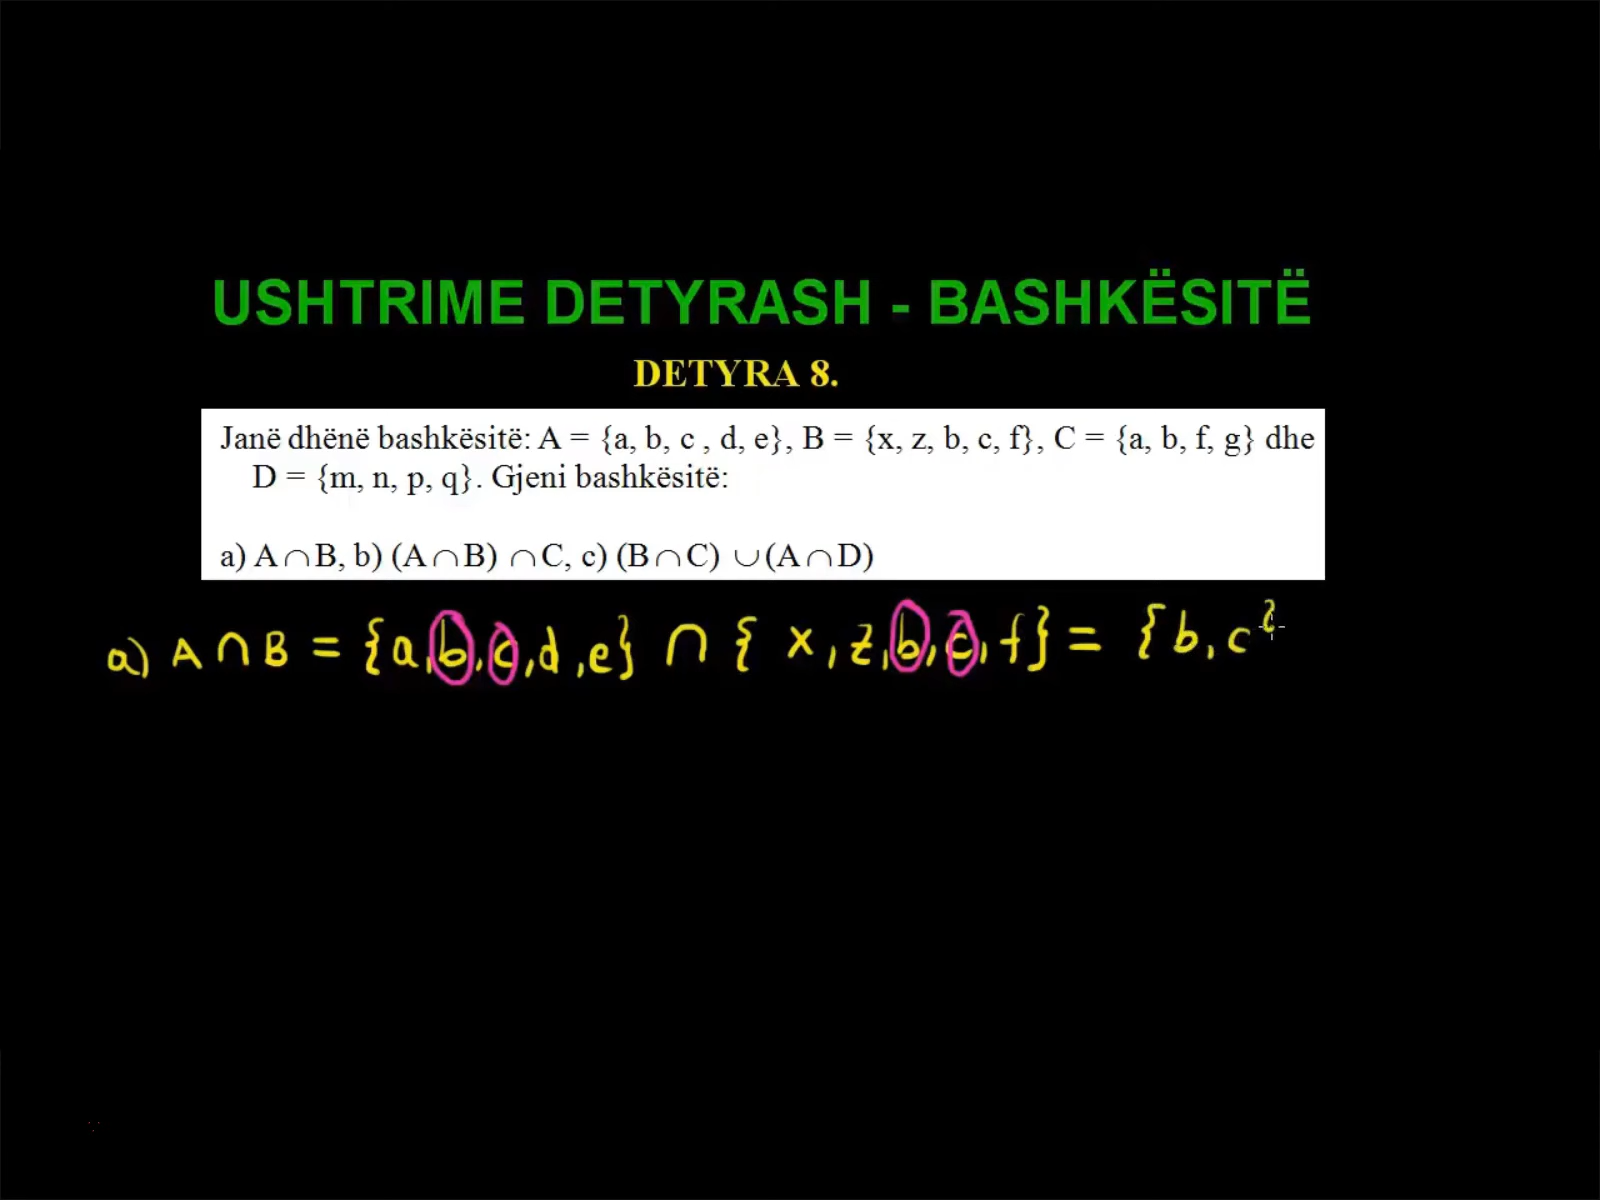 USHTRIME DETYRASH - BASHKËSITË
DETYRA 8.
Janë dhënë bashkësitë: A = {a, b, c , d, e}, B = {x, z, b, c, f}, C = {a, b, f, g} dhe
D = {m, n, p, q}. Gjeni bashkësitë:
a) A∩B, b) (A∩B) ∩C, c) (B∩C) ∪(A∩D)
a) A∩B = {a,b,c,d,e} ∩ { x,z,b,c,f} = {b,c}